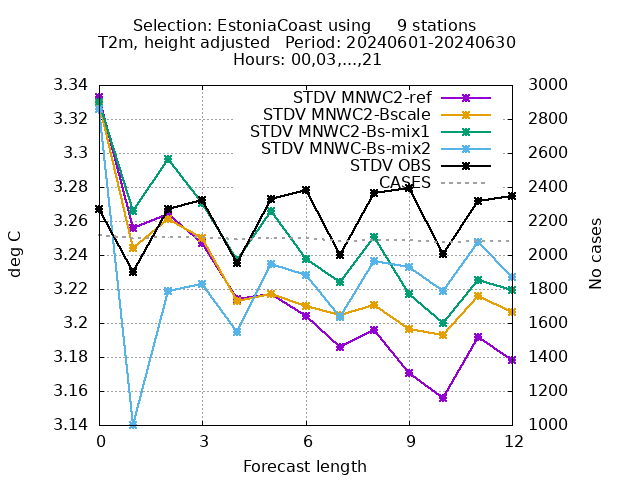 Selection: EstoniaCoast using 9 stations
T2m, height adjusted Period: 20240601-20240630
Hours: 00,03,...,21
STDV MNWC2-ref
STDV MNWC2-Bscale
STDV MNWC2-Bs-mix1
STDV MNWC-Bs-mix2
STDV OBS
CASES
deg C
3.34
3.32
3.3
3.28
3.26
3.24
3.22
3.2
3.18
3.16
3.14
3000
2800
2600
2400
2200
2000
1800
1600
1400
1200
1000
No cases
0 3 6 9 12
Forecast length